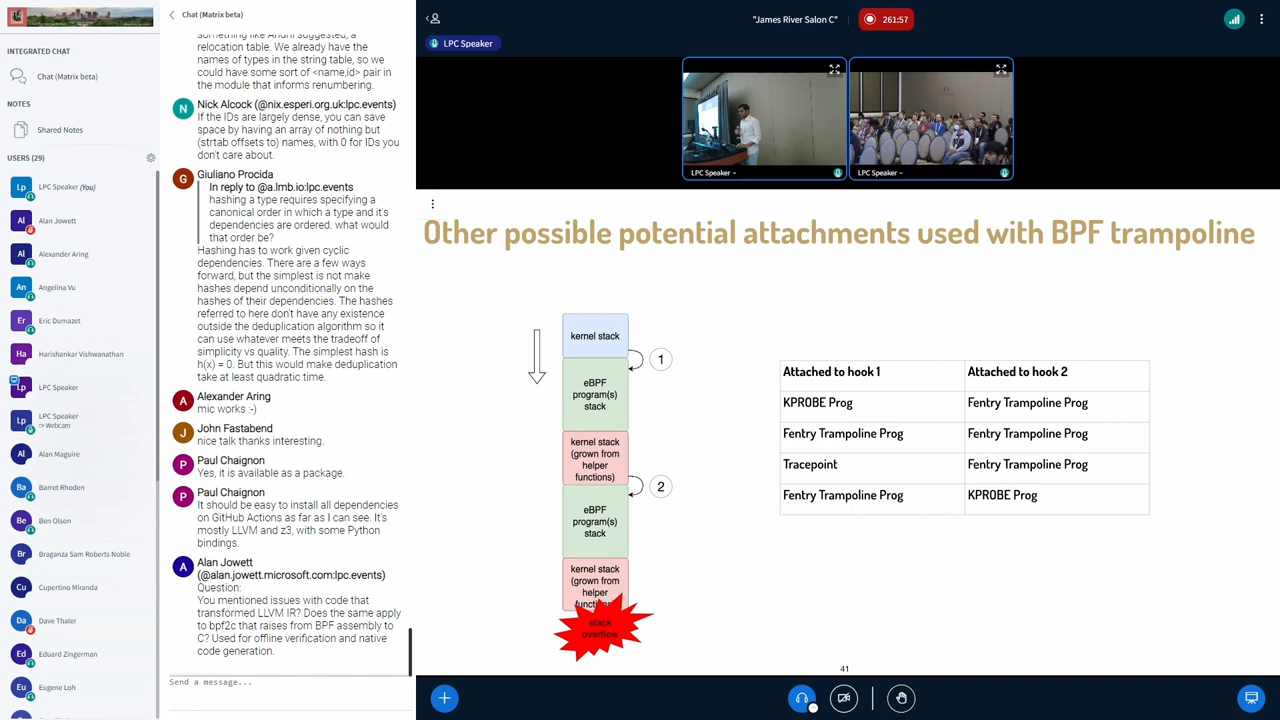 INTEGRATED CHAT
Chat (Matrix beta)
NOTES
Shared Notes
USERS (29)
Lp LPC Speaker (You)
Al Alan Jowett
Al Alexander Aring
An Angelina Vu
Er Eric Dumazet
Ha Harishankar Vishwanathan
Lp LPC Speaker
Lp LPC Speaker
Webcam
Al Alan Maguire
Ba Barret Rhoden
Be Ben Olson
Br Braganza Sam Roberts Noble
Cu Cupertino Miranda
Da Dave Thaler
Ed Eduard Zingerman
Eu Eugene Loh
Chat (Matrix beta)
something like Andrii suggested, a
relocation table. We already have the
names of types in the string table, so we
could have some sort of <name,id> pair in
the module that informs renumbering.
N Nick Alcock (@nix.esperi.org.uk:lpc.events)
If the IDs are largely dense, you can save
space by having an array of nothing but
(strtab offsets to) names, with 0 for IDs you
don't care about.
G Giuliano Procida
In reply to @a.lmb.io:lpc.events
hashing a type requires specifying a
canonical order in which a type and it's
dependencies are ordered. what would
that order be?
Hashing has to work given cyclic
dependencies. There are a few ways
forward, but the simplest is not make
hashes depend unconditionally on the
hashes of their dependencies. The hashes
referred to here don't have any existence
outside the deduplication algorithm so it
can use whatever meets the tradeoff of
simplicity vs quality. The simplest hash is
h(x) = 0. But this would make deduplication
take at least quadratic time.
A Alexander Aring
mic works :-)
J John Fastabend
nice talk thanks interesting.
P Paul Chaignon
Yes, it is available as a package.
P Paul Chaignon
It should be easy to install all dependencies
on GitHub Actions as far as I can see. It's
mostly LLVM and z3, with some Python
bindings.
A Alan Jowett
(@alan.jowett.microsoft.com:lpc.events)
Question:
You mentioned issues with code that
transformed LLVM IR? Does the same apply
to bpf2c that raises from BPF assembly to
C? Used for offline verification and native
code generation.
Send a message...
"James River Salon C"
261:57
LPC Speaker
LPC Speaker
LPC Speaker
Other possible potential attachments used with BPF trampoline
kernel stack
1
eBPF
program(s)
stack
kernel stack
(grown from
helper
functions)
2
eBPF
program(s)
stack
kernel stack
(grown from
helper
stack
overflow
Attached to hook 1 Attached to hook 2
KPROBE Prog Fentry Trampoline Prog
Fentry Trampoline Prog Fentry Trampoline Prog
Tracepoint Fentry Trampoline Prog
Fentry Trampoline Prog KPROBE Prog
41